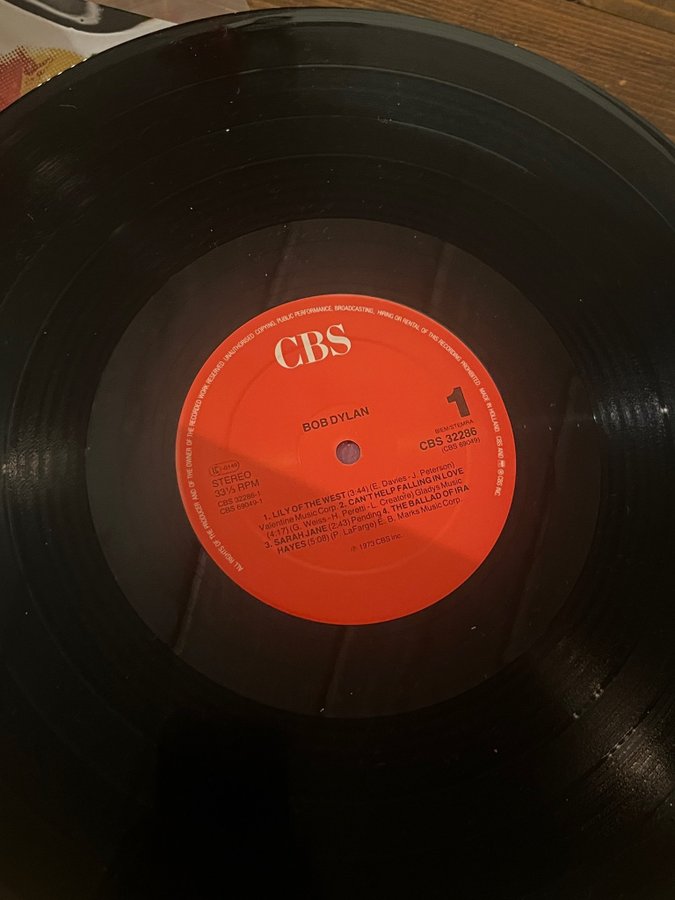 ALL RIGHTS OF THE PRODUCER AND OF THE OWNER OF THE RECORDED WORK RESERVED. UNAUTHORISED COPYING, PUBLIC PERFORMANCE, BROADCASTING, HIRING OR RENTAL OF THIS RECORDING PROHIBITED. MADE IN HOLLAND. CBS AND ARE ® CBS INC.
CBS
BOB DYLAN
1
BIEM/STEMRA
CBS 32286
(CBS 69049)
STEREO
33⅓ RPM
CBS 32286-1
CBS 69049-1
1. LILY OF THE WEST (3:44) (E. Davies - J. Peterson)
Valentine Music Corp. 2. CAN'T HELP FALLING IN LOVE
(4:17) (G. Weiss - H. Peretti - L. Creatore) Gladys Music
3. SARAH JANE (2:43) Pending 4. THE BALLAD OF IRA
HAYES (5:08) (P. LaFarge) E. B. Marks Music Corp
℗ 1973 CBS Inc.